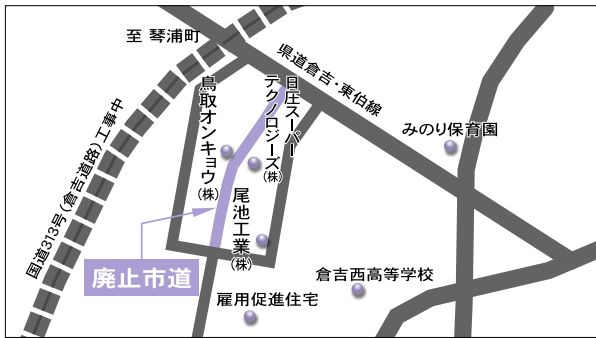 至 琴浦町
県道倉吉・東伯線
国道313号(倉吉道路)工事中
鳥取オンキョウ(株)
日圧スーパー
テクノロジーズ(株)
みのり保育園
尾池工業(株)
廃止市道
倉吉西高等学校
雇用促進住宅